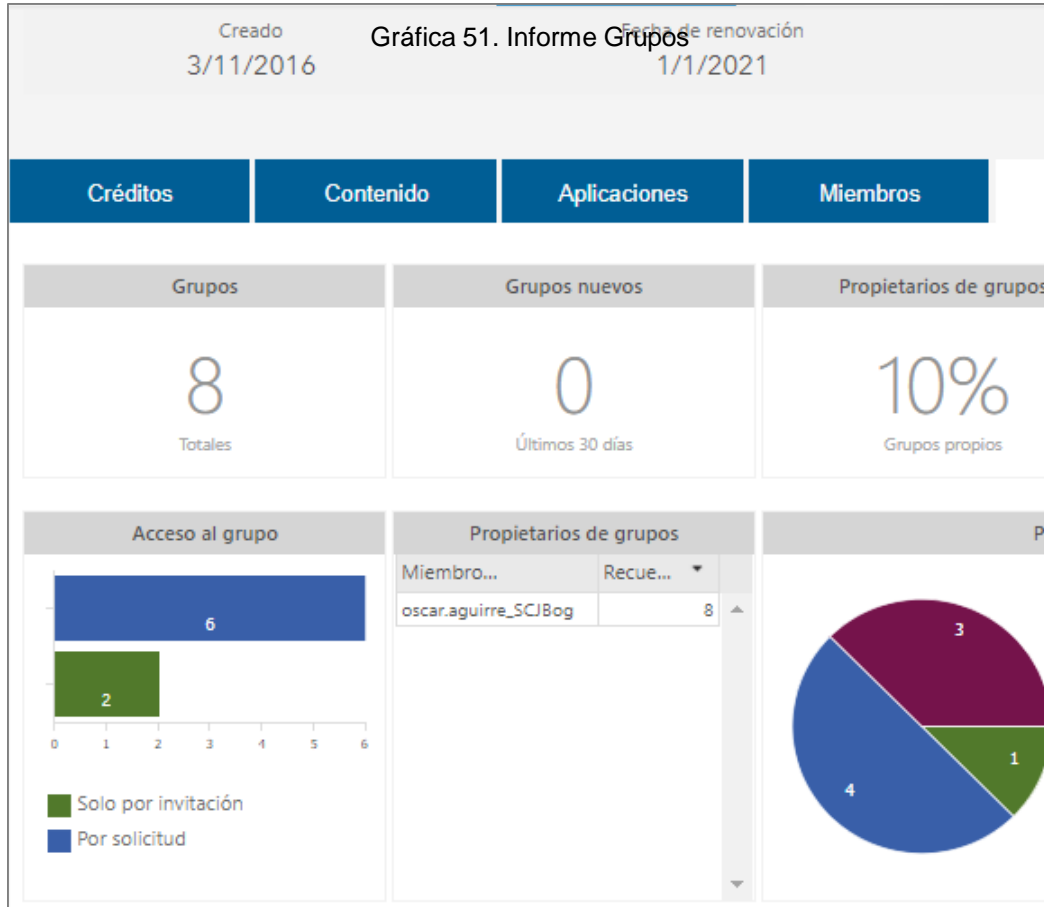 Gráfica 51. Informe Grupos
Creado
Fecha de renovación
3/11/2016
1/1/2021
Créditos
Contenido
Aplicaciones
Miembros
Grupos
Grupos nuevos
Propietarios de grupos
8
0
10%
Totales
Últimos 30 días
Grupos propios
Acceso al grupo
6
2
0 1 2 3 4 5 6
Solo por invitación
Por solicitud
Propietarios de grupos
Miembro... Recue...
oscar.aguirre_SCJBog 8
P
3
1
4